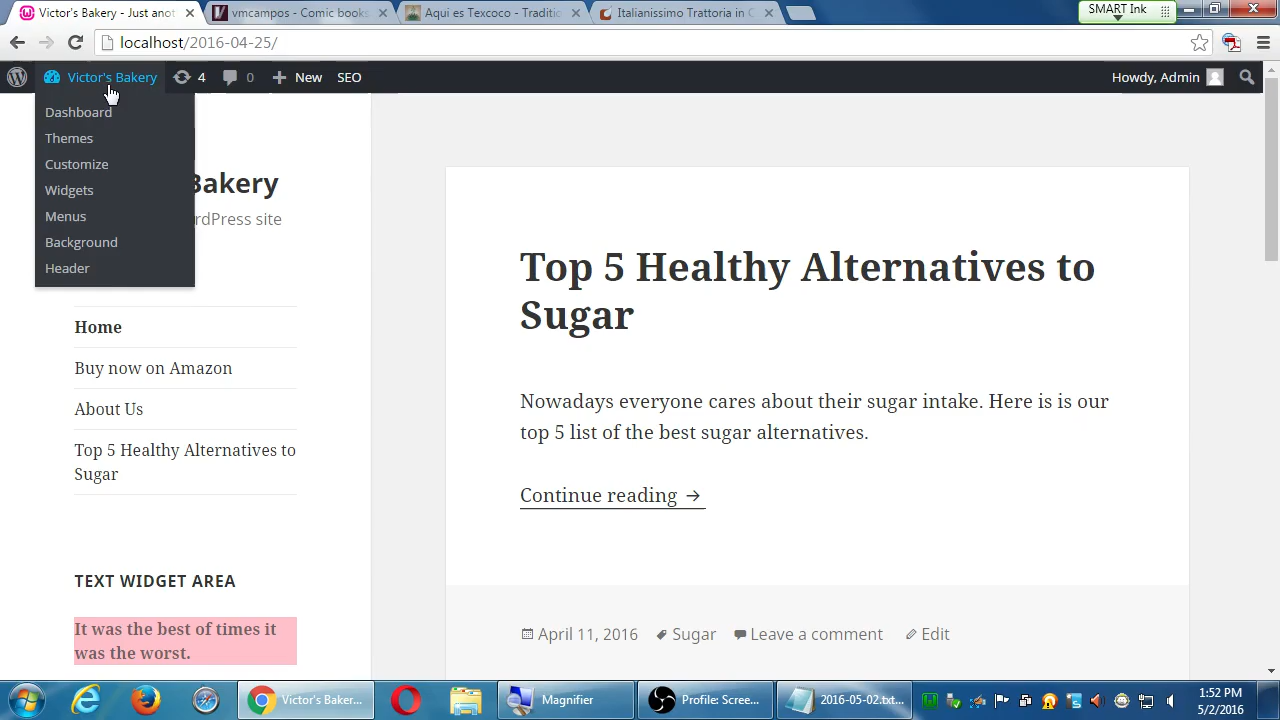 Victor's Bakery - Just anot
vmcampos - Comic books
Aqui es Texcoco - Traditio
Italianissimo Trattoria in C
SMART Ink
localhost/2016-04-25/
Victor's Bakery
4
0
New
SEO
Howdy, Admin
Dashboard
Themes
Customize
Widgets
Menus
Background
Header
Bakery
rdPress site
Home
Buy now on Amazon
About Us
Top 5 Healthy Alternatives to
Sugar
TEXT WIDGET AREA
It was the best of times it
was the worst.
Top 5 Healthy Alternatives to
Sugar
Nowadays everyone cares about their sugar intake. Here is is our
top 5 list of the best sugar alternatives.
Continue reading →
April 11, 2016 Sugar Leave a comment Edit
Victor's Baker...
Magnifier
Profile: Scree...
2016-05-02.txt...
1:52 PM
5/2/2016